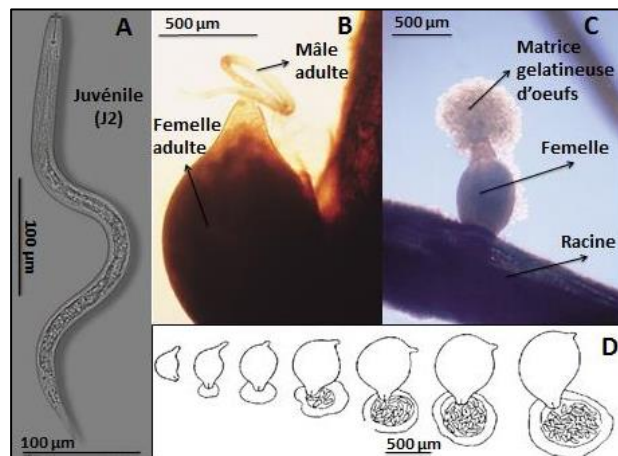 A
Juvénile
(J2)
100 µm
100 µm
500 µm
B
Mâle
adulte
Femelle
adulte
500 µm
C
Matrice
gelatineuse
d'oeufs
Femelle
Racine
D
500 µm